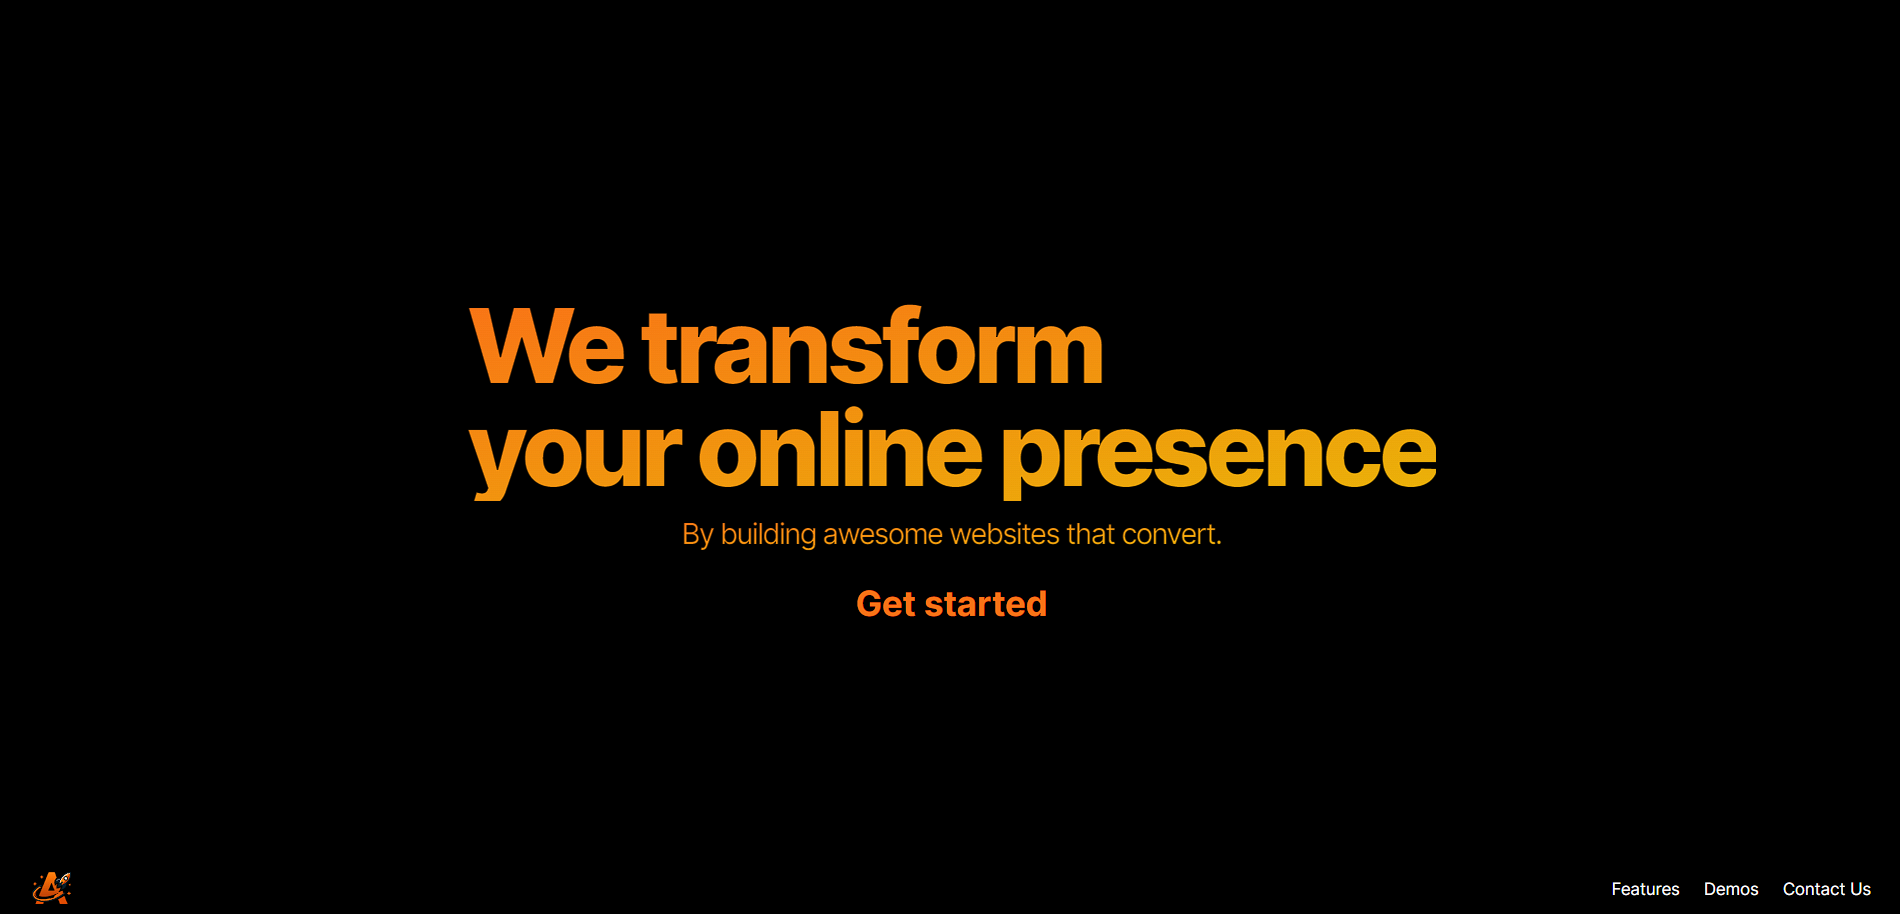 We transform
your online presence
By building awesome websites that convert.
Get started
Features Demos Contact Us